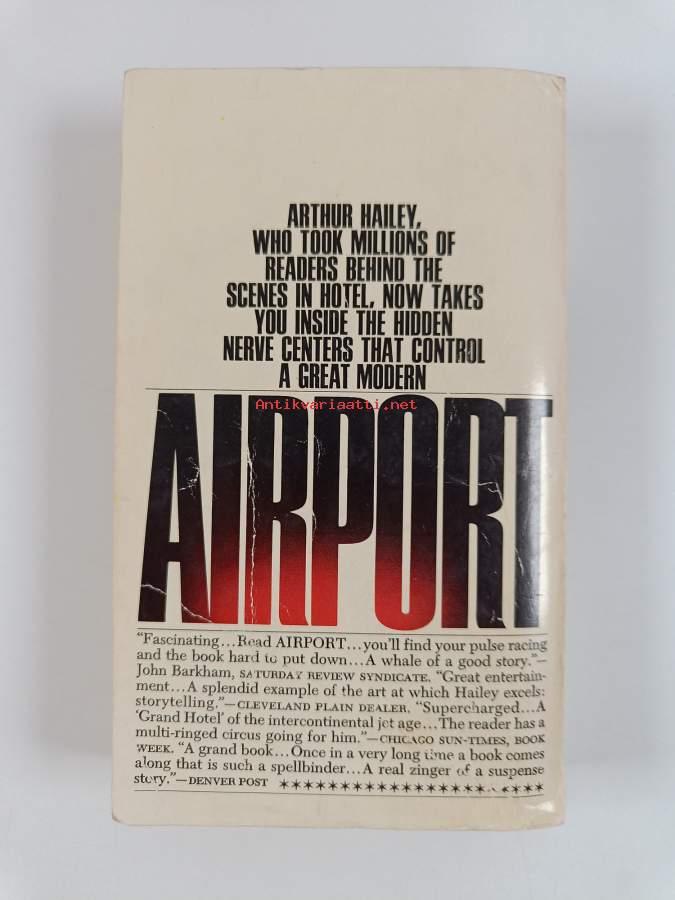 ARTHUR HAILEY,
WHO TOOK MILLIONS OF
READERS BEHIND THE
SCENES IN HOTEL, NOW TAKES
YOU INSIDE THE HIDDEN
NERVE CENTERS THAT CONTROL
A GREAT MODERN
Antikvariaatti.net
AIRPORT
“Fascinating...Read AIRPORT...you’ll find your pulse racing
and the book hard to put down...A whale of a good story.”—
John Barkham, SATURDAY REVIEW SYNDICATE. “Great entertain-
ment...A splendid example of the art at which Hailey excels:
storytelling.”—CLEVELAND PLAIN DEALER. “Supercharged...A
‘Grand Hotel’ of the intercontinental jet age...The reader has a
multi-ringed circus going for him.”—CHICAGO SUN-TIMES, BOOK
WEEK. “A grand book...Once in a very long time a book comes
along that is such a spellbinder...A real zinger of a suspense
story.”—DENVER POST ✶✶✶✶✶✶✶✶✶✶✶✶✶✶✶✶✶✶